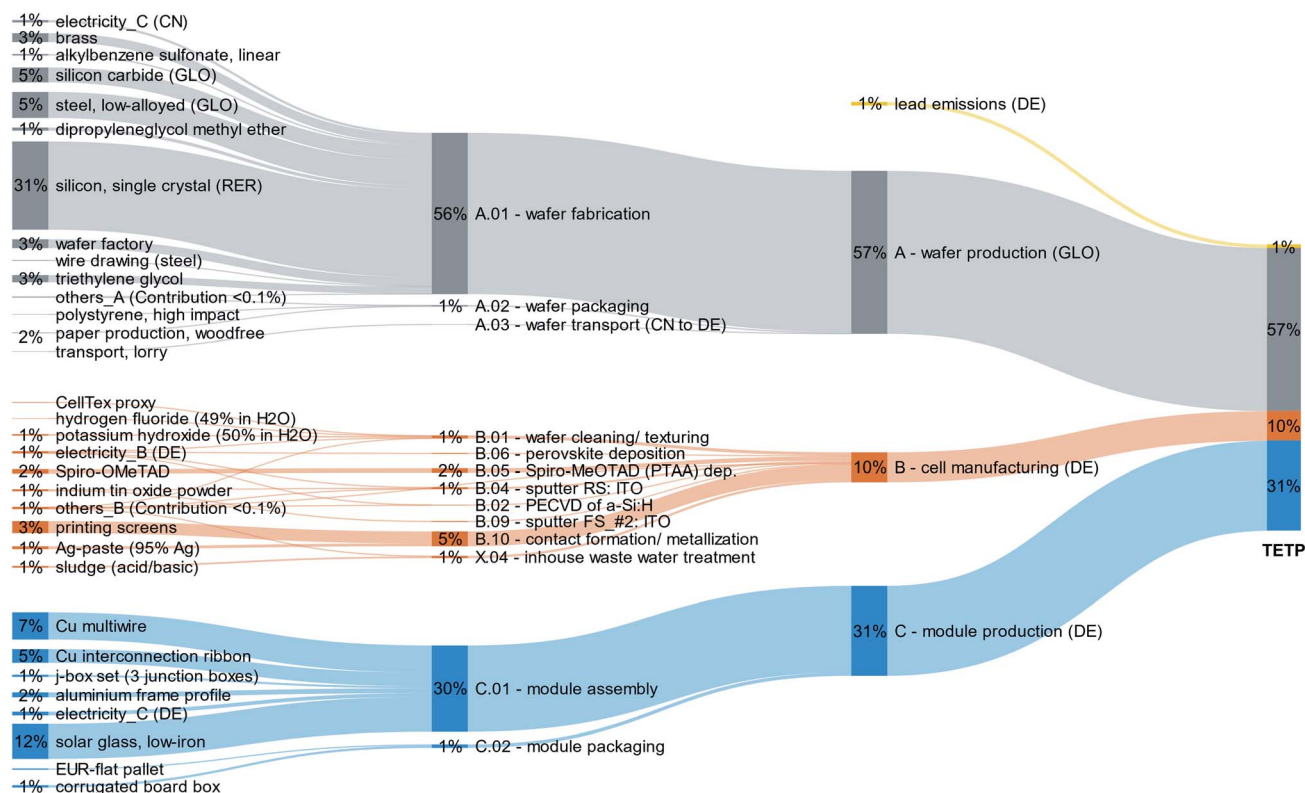 1% electricity_C (CN)
3% brass
1% alkylbenzene sulfonate, linear
5% silicon carbide (GLO)
5% steel, low-alloyed (GLO)
1% dipropyleneglycol methyl ether
31% silicon, single crystal (RER)
3% wafer factory
wire drawing (steel)
3% triethylene glycol
others_A (Contribution <0.1%)
polystyrene, high impact
2% paper production, woodfree
transport, lorry
56% A.01 - wafer fabrication
1% A.02 - wafer packaging
A.03 - wafer transport (CN to DE)
1% lead emissions (DE)
57% A - wafer production (GLO)
CellTex proxy
hydrogen fluoride (49% in H2O)
1% potassium hydroxide (50% in H2O)
1% electricity_B (DE)
2% Spiro-OMeTAD
1% indium tin oxide powder
1% others_B (Contribution <0.1%)
3% printing screens
1% Ag-paste (95% Ag)
1% sludge (acid/basic)
1% B.01 - wafer cleaning/ texturing
B.06 - perovskite deposition
2% B.05 - Spiro-MeOTAD (PTAA) dep.
1% B.04 - sputter RS: ITO
B.02 - PECVD of a-Si:H
B.09 - sputter FS_#2: ITO
5% B.10 - contact formation/ metallization
1% X.04 - inhouse waste water treatment
10% B - cell manufacturing (DE)
7% Cu multiwire
5% Cu interconnection ribbon
1% j-box set (3 junction boxes)
2% aluminium frame profile
1% electricity_C (DE)
12% solar glass, low-iron
EUR-flat pallet
1% corrugated board box
30% C.01 - module assembly
1% C.02 - module packaging
31% C - module production (DE)
1%
57%
10%
31%
TETP